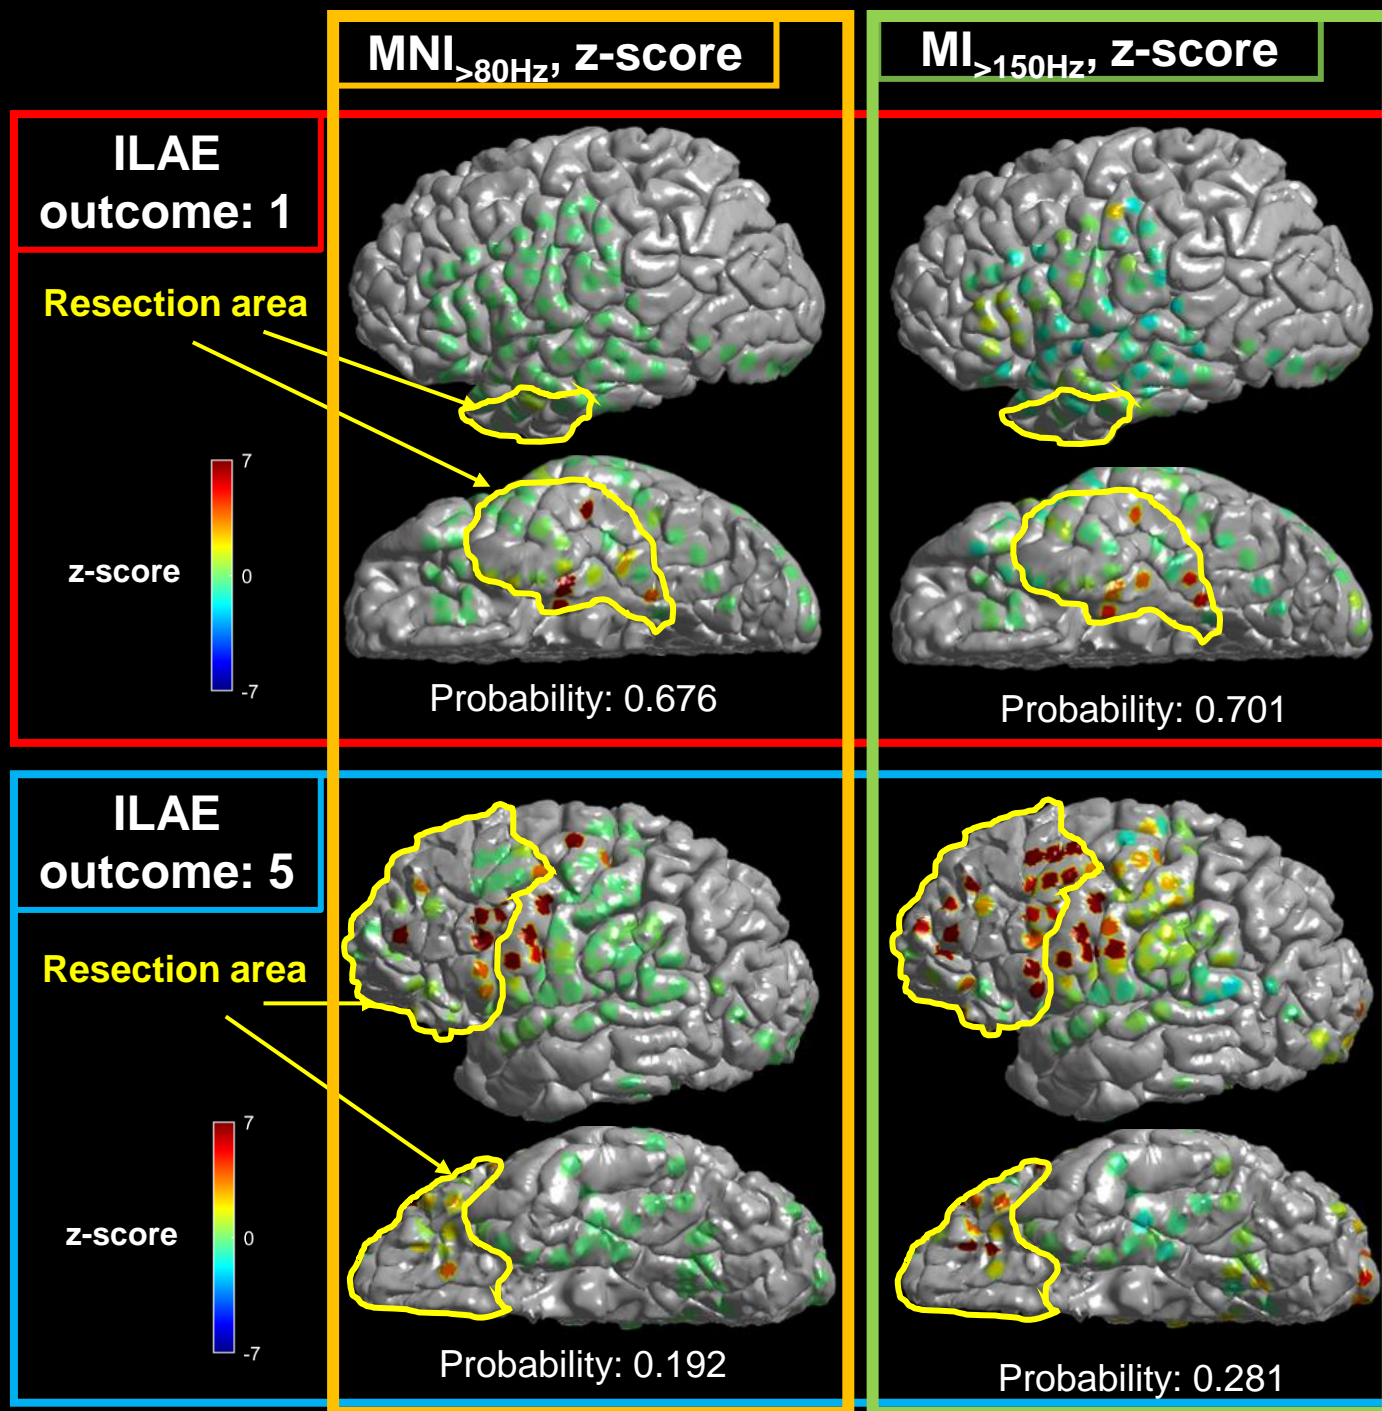 MNI>80Hz, z-score
MI>150Hz, z-score
ILAE
outcome: 1
Resection area
7
z-score
0
-7
Probability: 0.676
Probability: 0.701
ILAE
outcome: 5
Resection area
7
z-score
0
-7
Probability: 0.192
Probability: 0.281